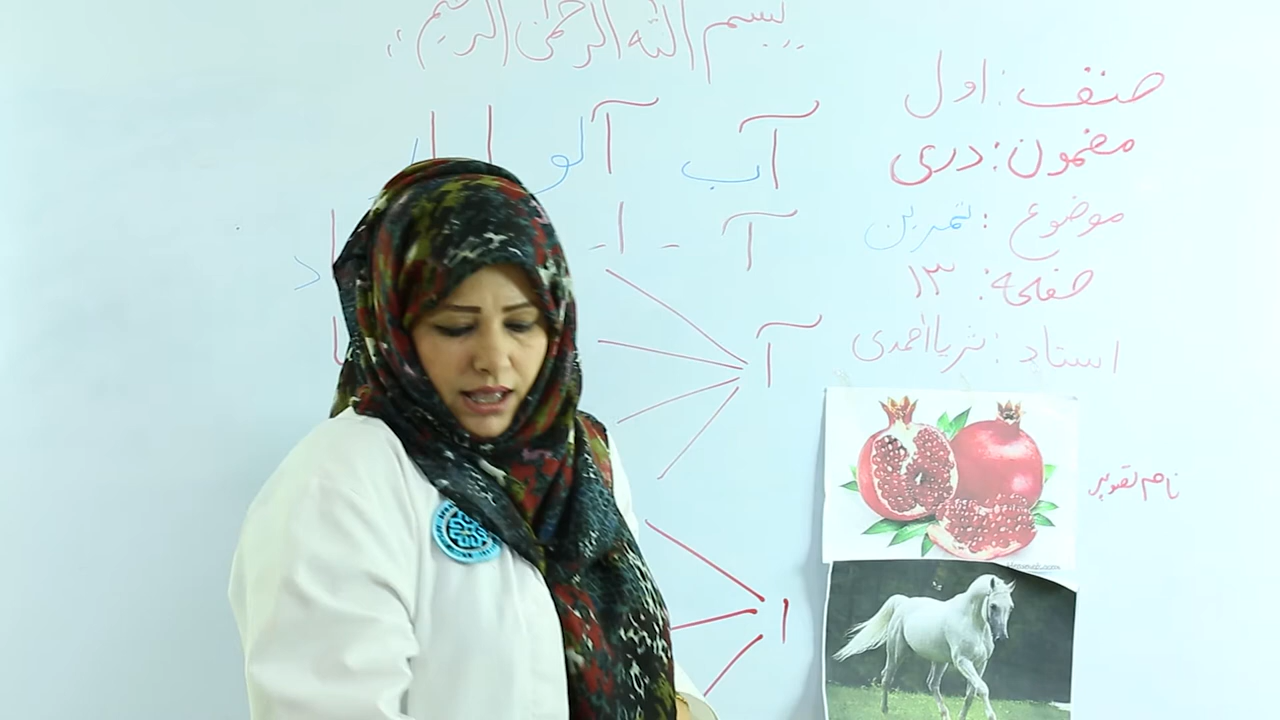 بسم الله الرحمن الرحیم
صنف: اول
مضمون: دری
موضوع: تمرین
صفحه: ۱۳
استاد: ثریا احمدی
آب آلو ا
آ - ا -
د
آ
نام تصویر
ا